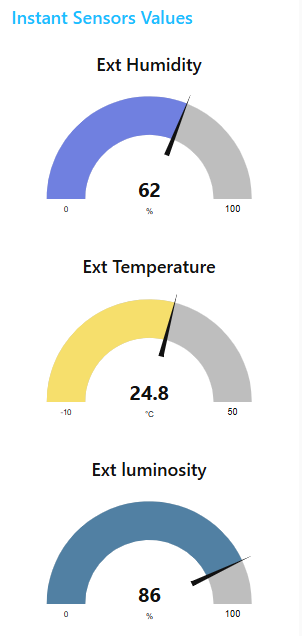 Instant Sensors Values
Ext Humidity
62
0 % 100
Ext Temperature
24.8
-10 °C 50
Ext luminosity
86
0 % 100